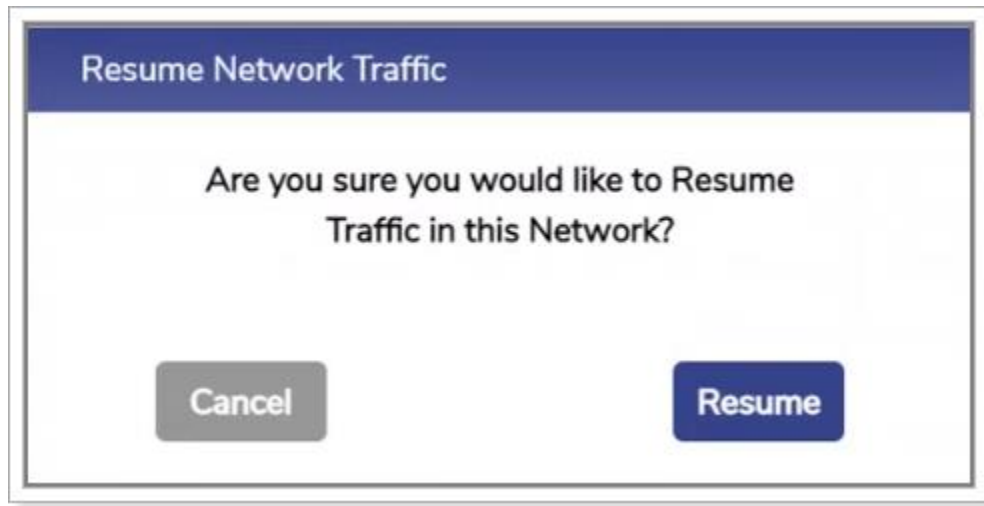 Resume Network Traffic
Are you sure you would like to Resume
Traffic in this Network?
Cancel
Resume